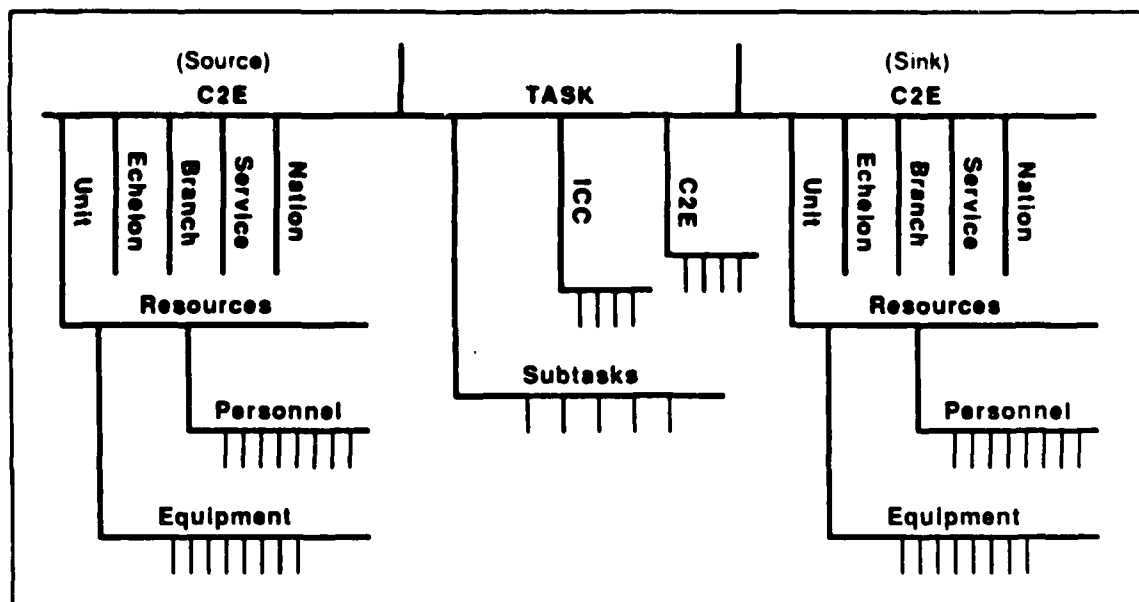 (Source)
C2E
TASK
(Sink)
C2E
Unit
Echelon
Branch
Service
Nation
ICC
C2E
Unit
Echelon
Branch
Service
Nation
Resources
Resources
Subtasks
Personnel
Personnel
Equipment
Equipment